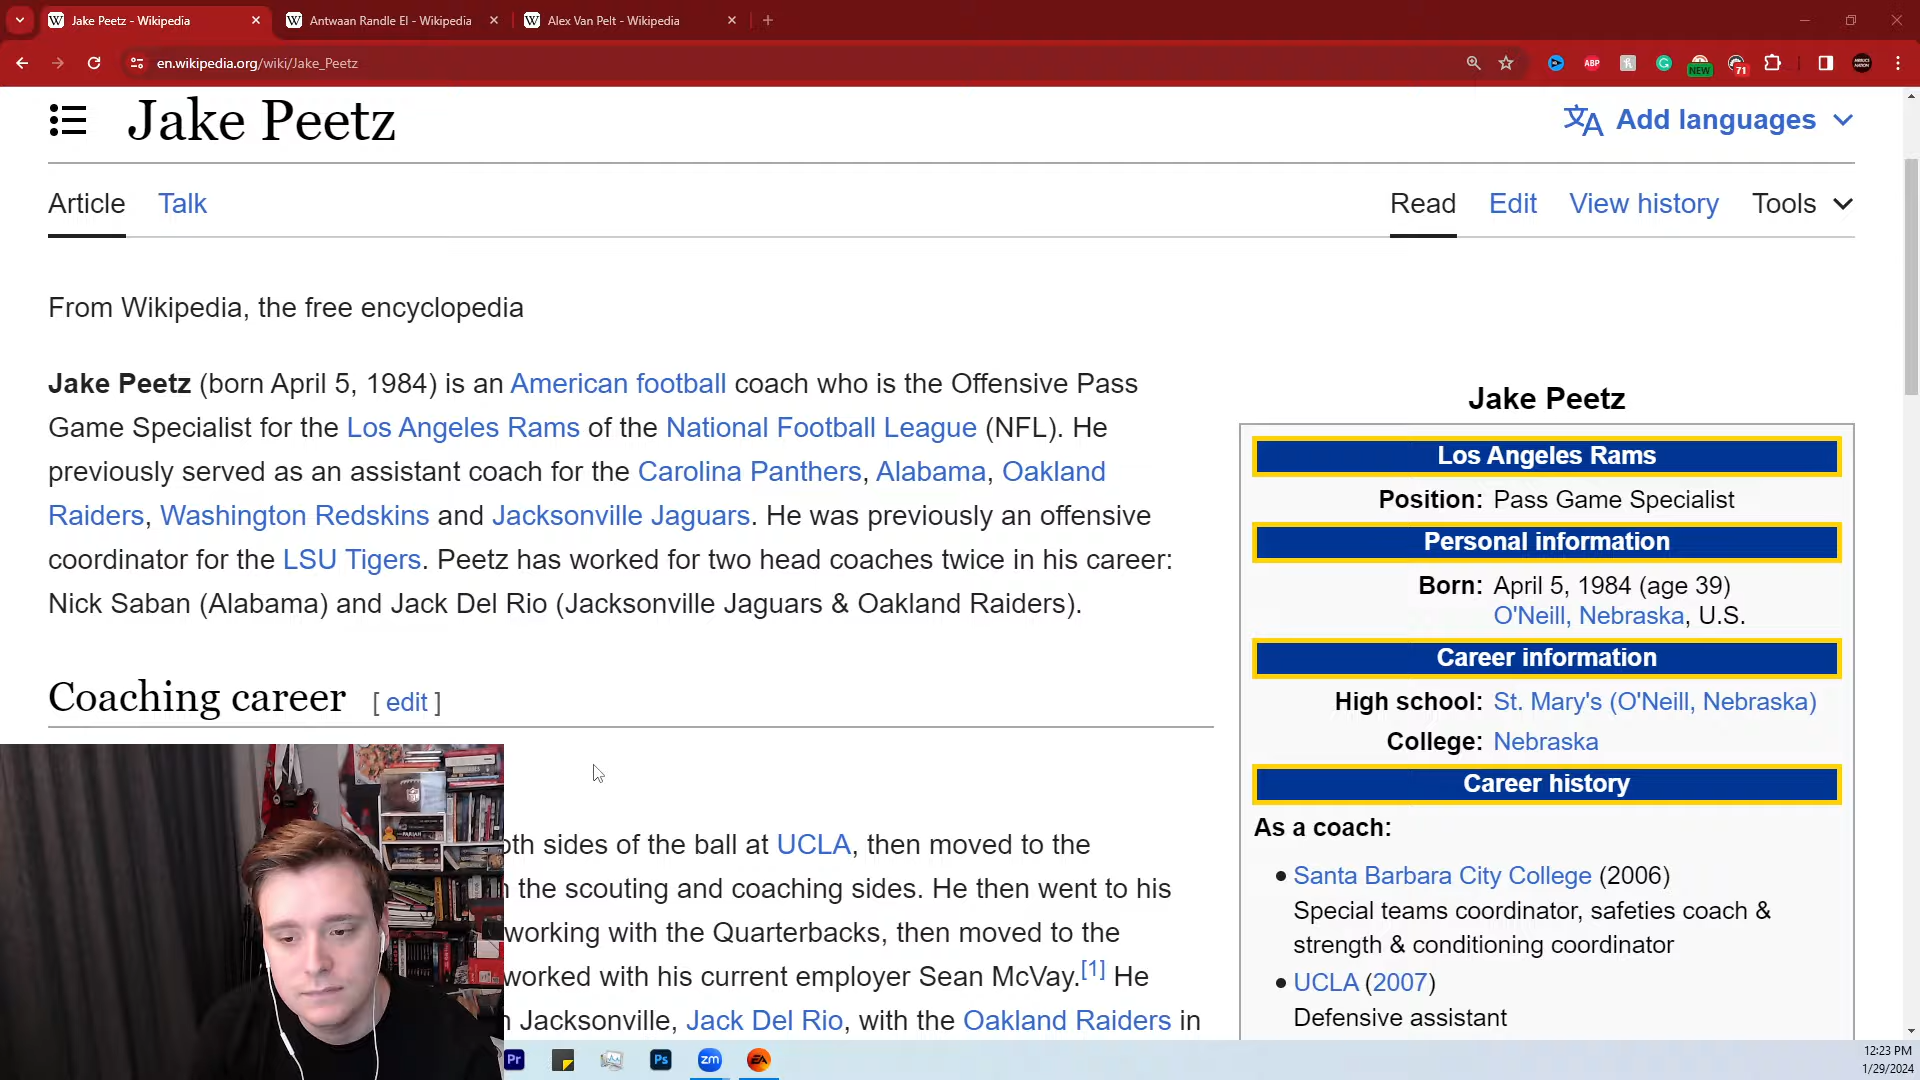 Jake Peetz - Wikipedia
Antwaan Randle El - Wikipedia
Alex Van Pelt - Wikipedia
en.wikipedia.org/wiki/Jake_Peetz
ABP
NEW
71
Jake Peetz
Add languages
Article
Talk
Read
Edit
View history
Tools
From Wikipedia, the free encyclopedia
Jake Peetz (born April 5, 1984) is an American football coach who is the Offensive Pass
Game Specialist for the Los Angeles Rams of the National Football League (NFL). He
previously served as an assistant coach for the Carolina Panthers, Alabama, Oakland
Raiders, Washington Redskins and Jacksonville Jaguars. He was previously an offensive
coordinator for the LSU Tigers. Peetz has worked for two head coaches twice in his career:
Nick Saban (Alabama) and Jack Del Rio (Jacksonville Jaguars & Oakland Raiders).
Coaching career [ edit ]
oth sides of the ball at UCLA, then moved to the
the scouting and coaching sides. He then went to his
working with the Quarterbacks, then moved to the
worked with his current employer Sean McVay.[1] He
Jacksonville, Jack Del Rio, with the Oakland Raiders in
Jake Peetz
Los Angeles Rams
Position: Pass Game Specialist
Personal information
Born: April 5, 1984 (age 39)
O'Neill, Nebraska, U.S.
Career information
High school: St. Mary's (O'Neill, Nebraska)
College: Nebraska
Career history
As a coach:
Santa Barbara City College (2006)
Special teams coordinator, safeties coach &
strength & conditioning coordinator
UCLA (2007)
Defensive assistant
NFL
Pr
Ps
zm
EA
12:23 PM
1/29/2024